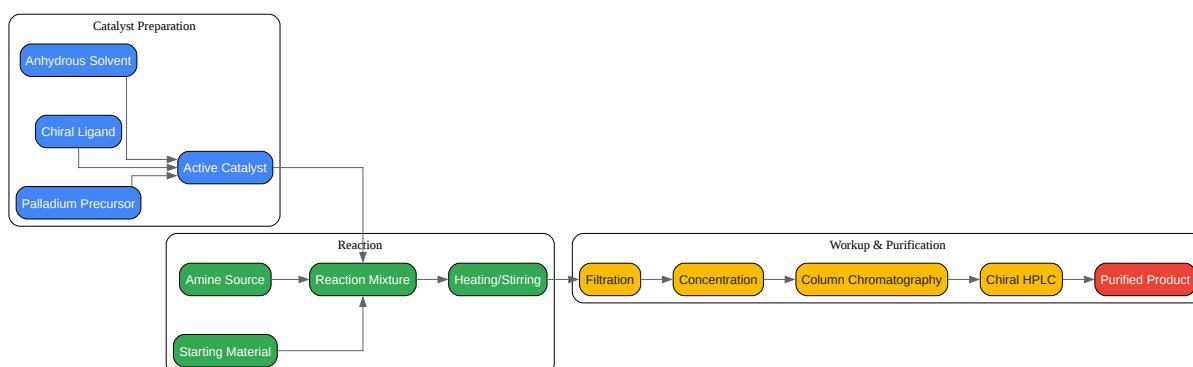 Catalyst Preparation
Anhydrous Solvent
Chiral Ligand
Active Catalyst
Palladium Precursor
Reaction
Amine Source
Reaction Mixture
Heating/Stirring
Starting Material
Workup & Purification
Filtration
Concentration
Column Chromatography
Chiral HPLC
Purified Product